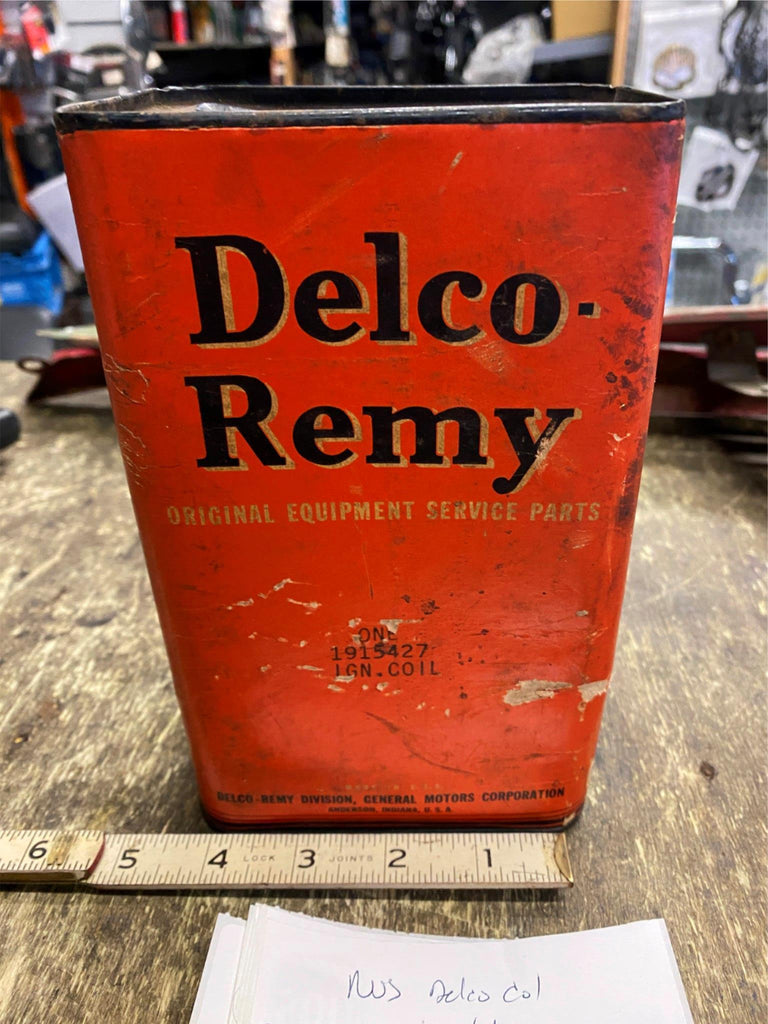 Delco-
Remy
ORIGINAL EQUIPMENT SERVICE PARTS
ONE
1915427
IGN.COIL
DELCO-REMY DIVISION, GENERAL MOTORS CORPORATION
ANDERSON, INDIANA, U.S.A.
6 5 4 LOCK 3 JOINTS 2 1
NOS Delco Col